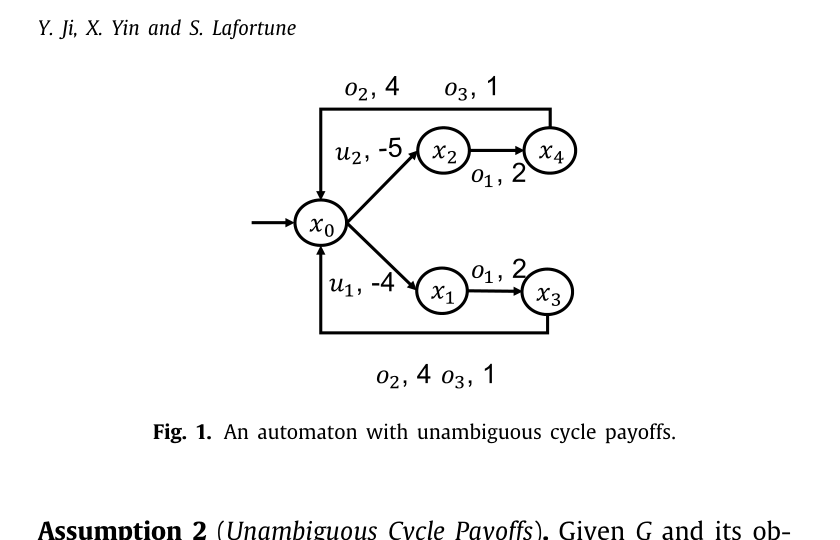 Y. Ji, X. Yin and S. Lafortune
o₂, 4 o₃, 1
u₂, -5
x₂
x₄
o₁, 2
x₀
o₁, 2
u₁, -4
x₁
x₃
o₂, 4 o₃, 1
Fig. 1. An automaton with unambiguous cycle payoffs.
Assumption 2 (Unambiguous Cycle Payoffs). Given G and its ob-